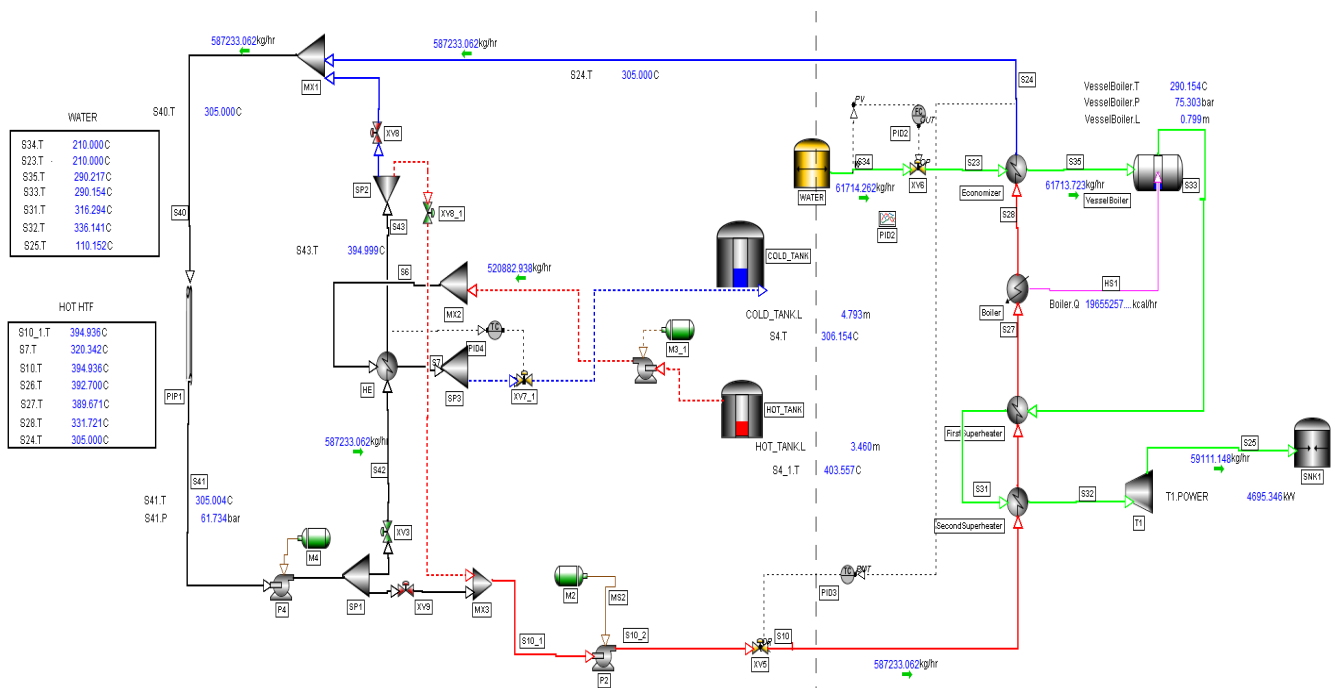 587233.062kg/hr
587233.062kg/hr
MX1
S24.T 305.000C
S24
S40.T 305.000C
WATER
S34.T 210.000C
S23.T 210.000C
S35.T 290.217C
S33.T 290.154C
S31.T 316.294C
S32.T 336.141C
S25.T 110.152C
HOT HTF
S10_1.T 394.936C
S7.T 320.342C
S10.T 394.936C
S26.T 392.700C
S27.T 389.671C
S28.T 331.721C
S24.T 305.000C
S40
PIP1
S41
S41.T 305.004C
S41.P 61.734bar
XV8
SP2
XV8_1
S43
S43.T 394.999C
S6
520882.938kg/hr
MX2
TC
PID4
S7
HE
SP3
XV7_1
587233.062kg/hr
S42
XV3
M4
P4
SP1
XV9
MX3
S10_1
M2
MS2
P2
S10_2
M3_1
COLD_TANK
COLD_TANK.L 4.793m
S4.T 306.154C
HOT_TANK
HOT_TANK.L 3.460m
S4_1.T 403.557C
PV
FC
OUT
PID2
WATER
S34
61714.262kg/hr
OP
XV6
S23
PID2
Economizer
S35
61713.723kg/hr
VesselBoiler
S33
VesselBoiler.T 290.154C
VesselBoiler.P 75.303bar
VesselBoiler.L 0.799m
S28
Boiler
HS1
Boiler.Q 19655257....kcal/hr
S27
FirstSuperheater
S31
S32
SecondSuperheater
T1
T1.POWER 4695.346kW
59111.148kg/hr
S25
SNK1
TC
PID3
XV5
S10
587233.062kg/hr